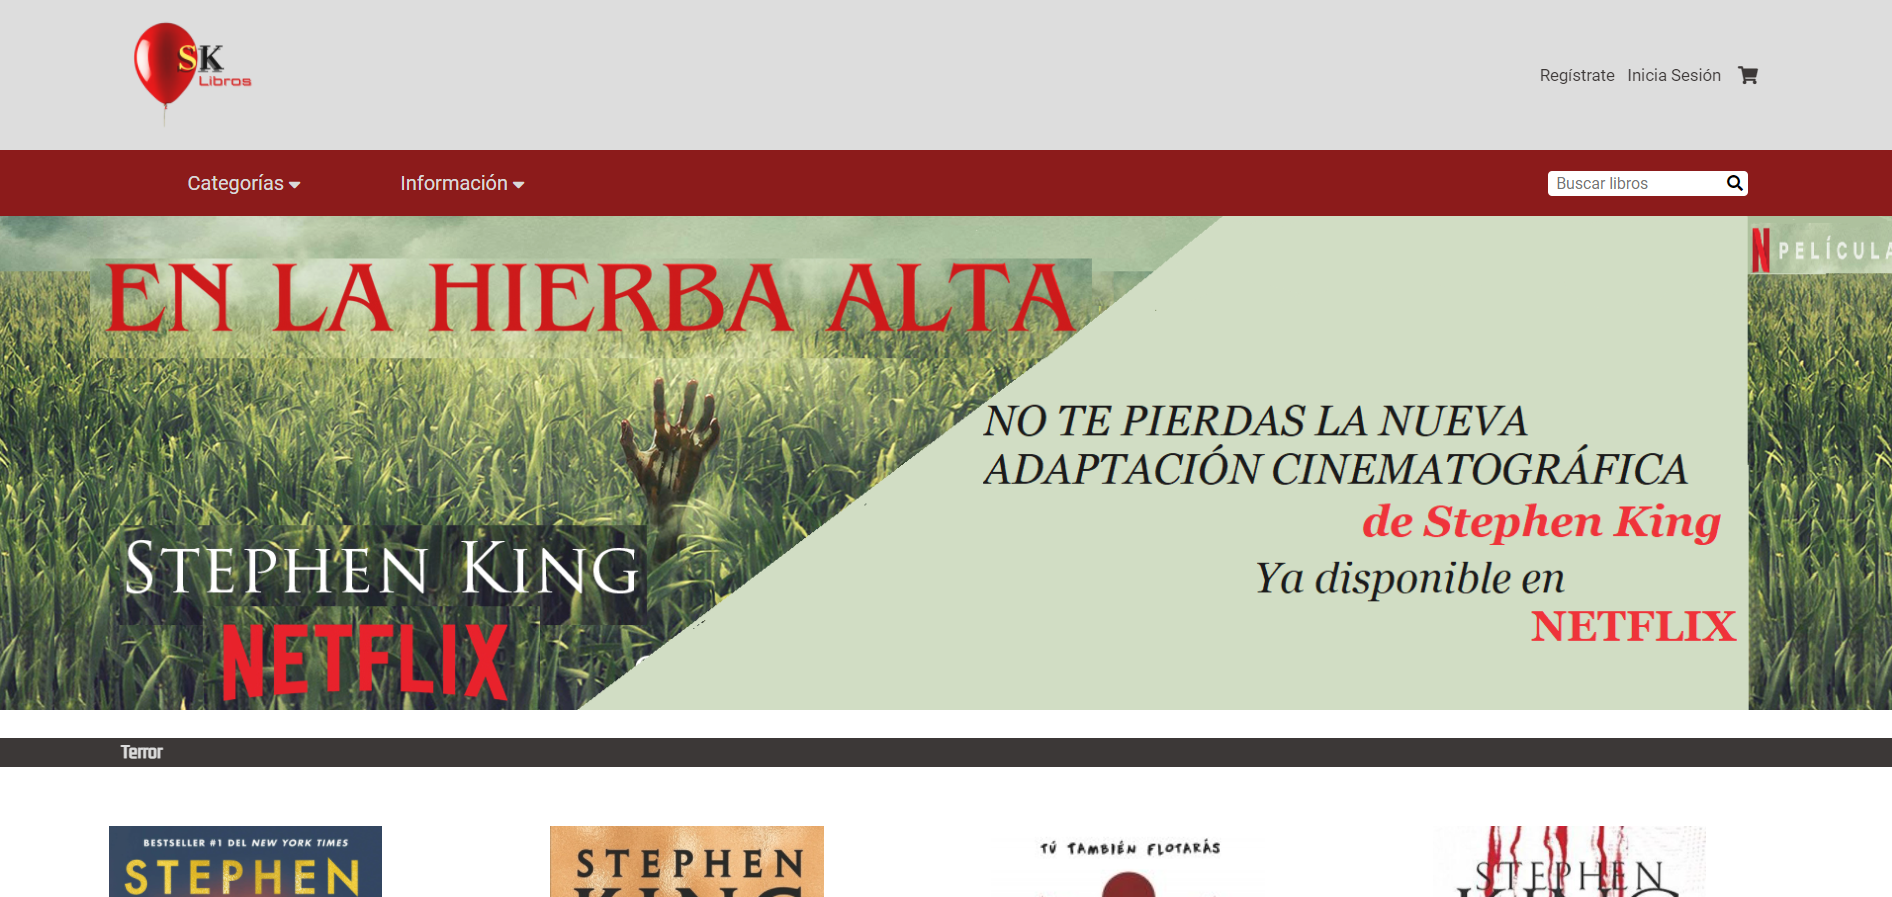 SK
Libros
Regístrate Inicia Sesión
Categorías Información
Buscar libros
EN LA HIERBA ALTA
N PELÍCULA
NO TE PIERDAS LA NUEVA
ADAPTACIÓN CINEMATOGRÁFICA
de Stephen King
Ya disponible en
NETFLIX
STEPHEN KING
NETFLIX
Terror
BESTSELLER #1 DEL NEW YORK TIMES
STEPHEN
STEPHEN
KING
TÚ TAMBIÉN FLOTARÁS
STEPHEN
KING